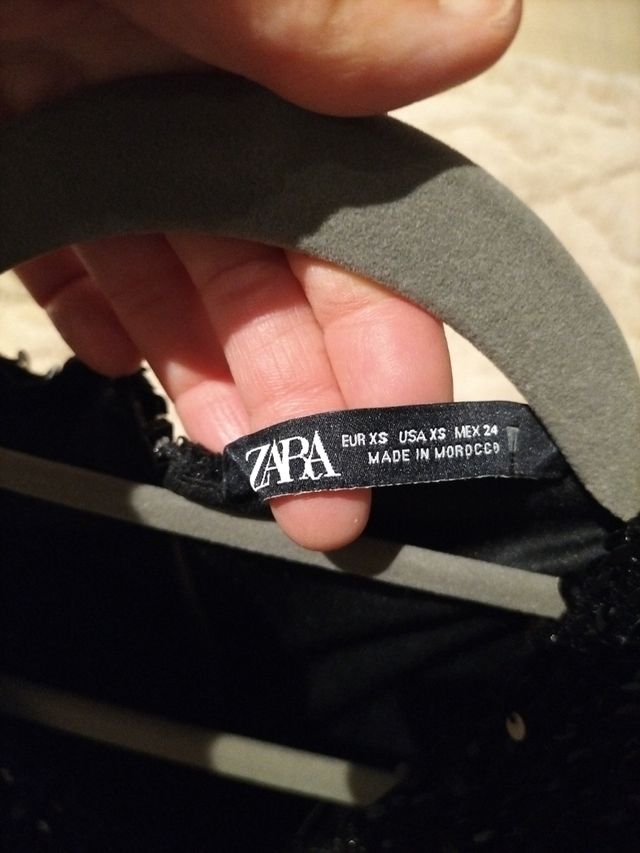 ZARA
EUR XS USA XS MEX 24
MADE IN MOROCCO